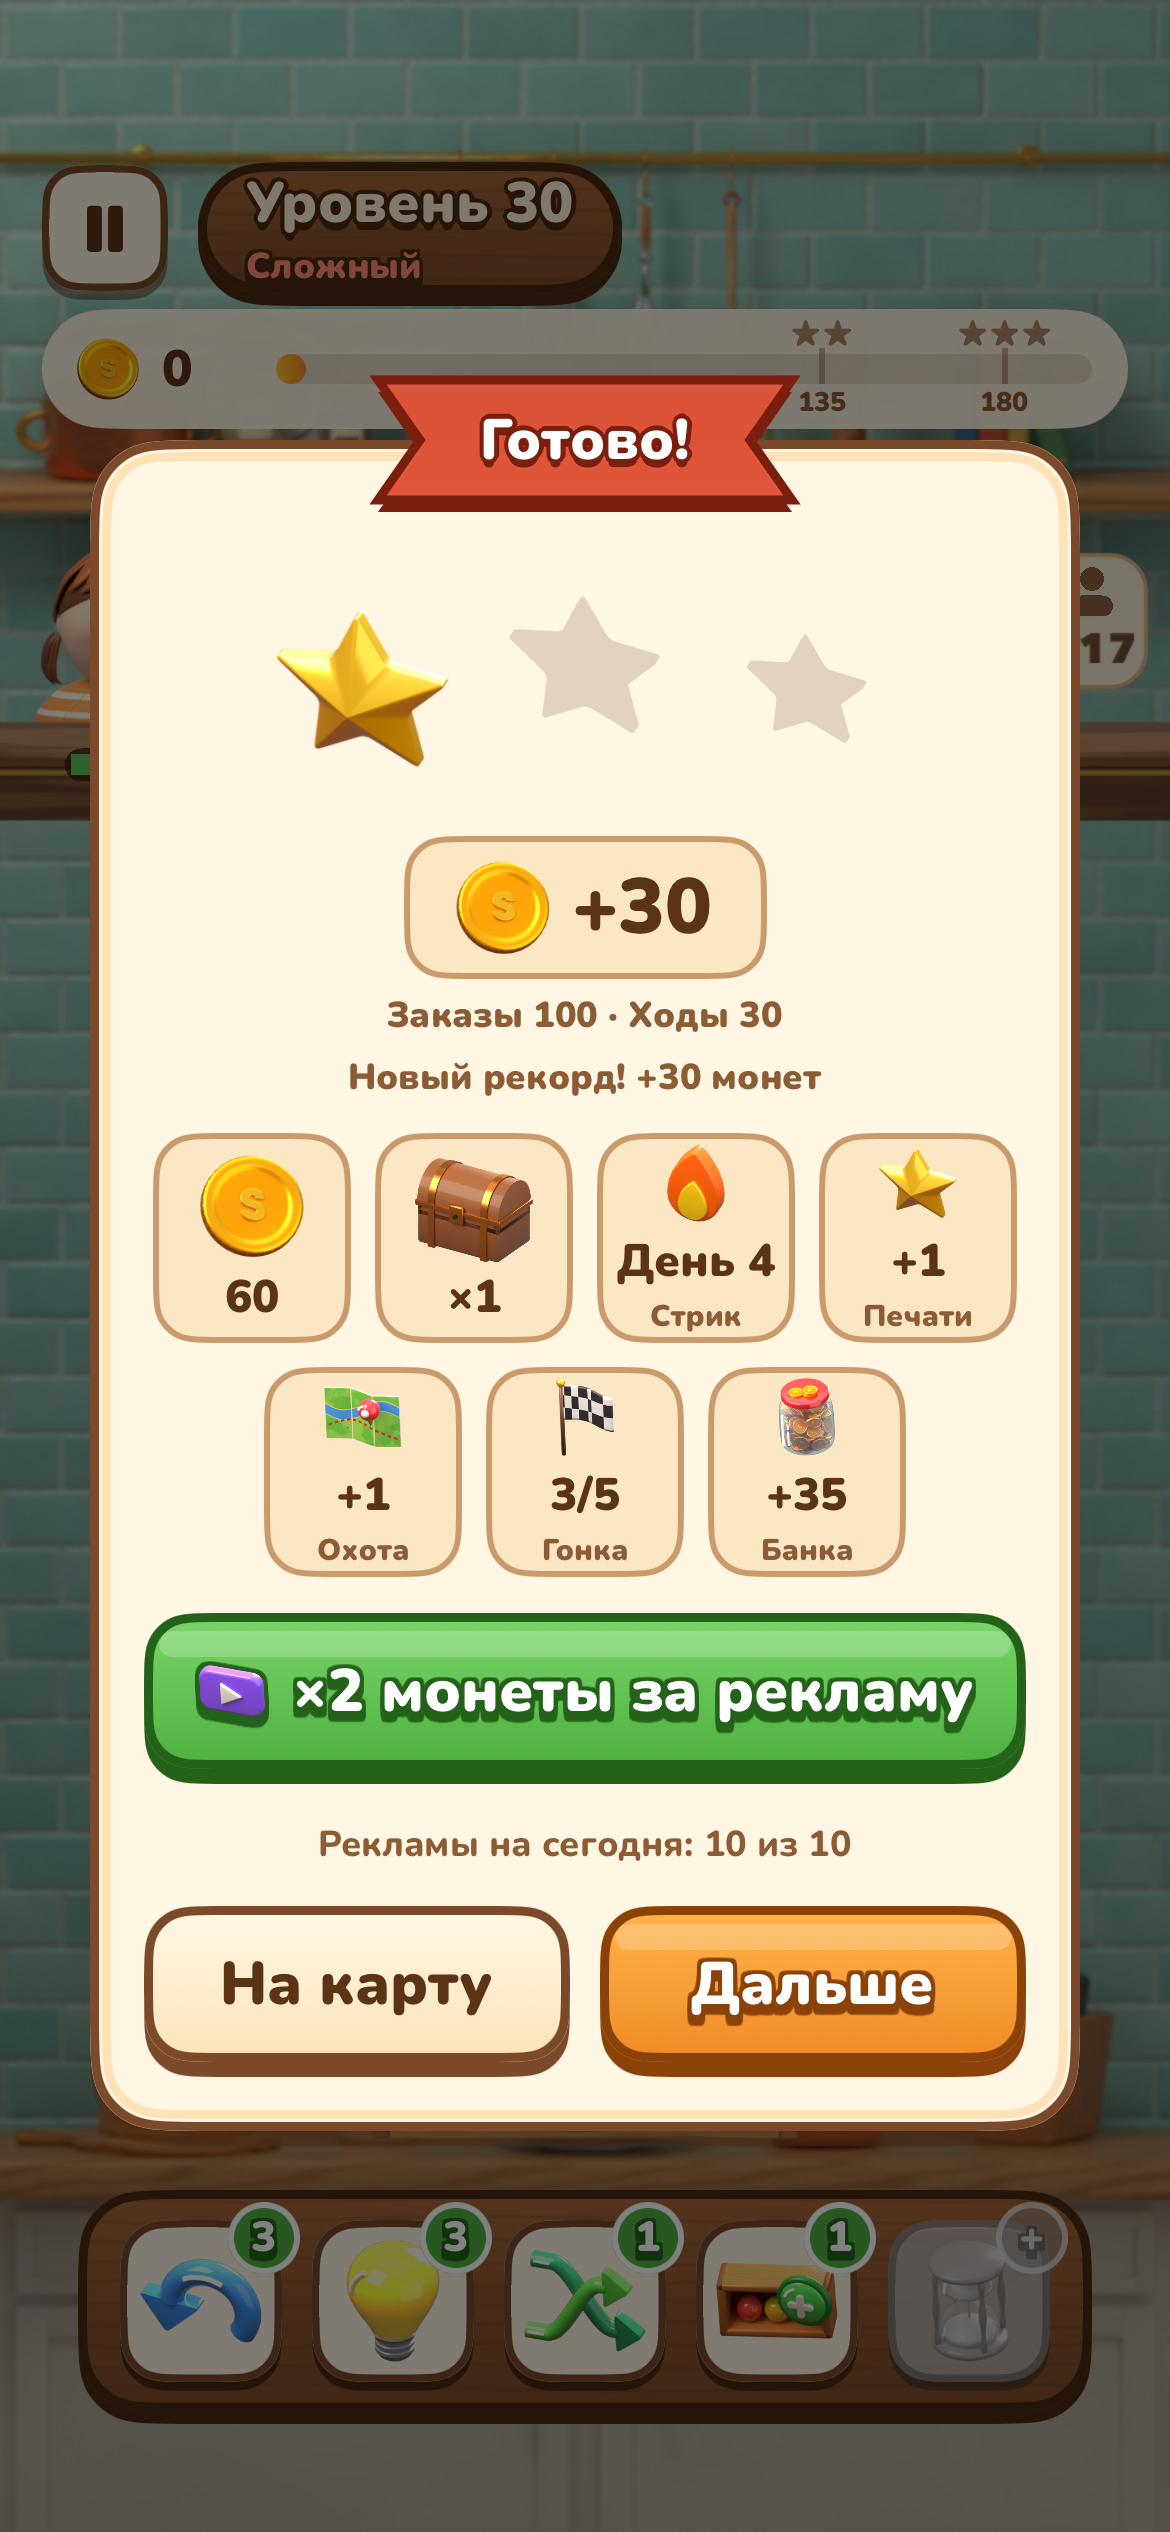 Уровень 30
Сложный
0
135
180
Готово!
17
+30
Заказы 100 · Ходы 30
Новый рекорд! +30 монет
60
×1
День 4
Стрик
+1
Печати
+1
Охота
3/5
Гонка
+35
Банка
×2 монеты за рекламу
Рекламы на сегодня: 10 из 10
На карту
Дальше
3
3
1
1
+